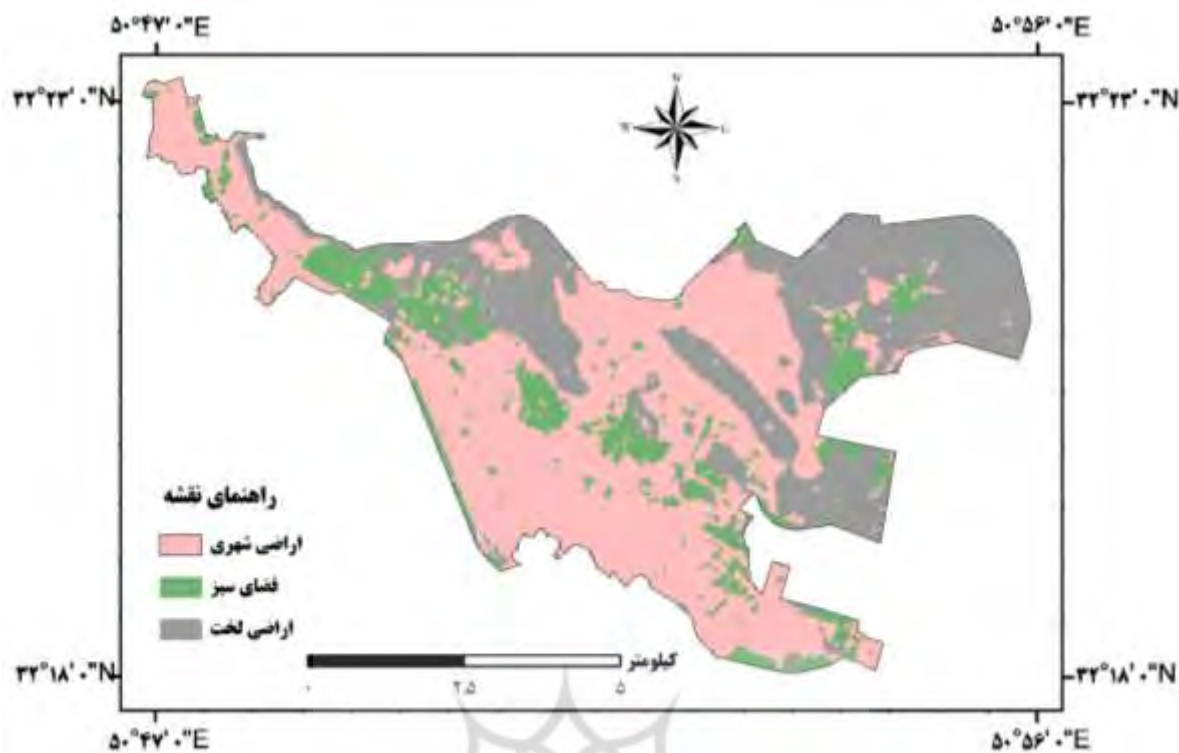 ۵۰°۴۷'۰"E ۵۰°۵۶'۰"E
۳۲°۲۳'۰"N ۳۲°۲۳'۰"N
N
W E
S
راهنمای نقشه
اراضی شهری
فضای سبز
اراضی لخت
کیلومتر
۰ ۲.۵ ۵
۳۲°۱۸'۰"N ۳۲°۱۸'۰"N
۵۰°۴۷'۰"E ۵۰°۵۶'۰"E